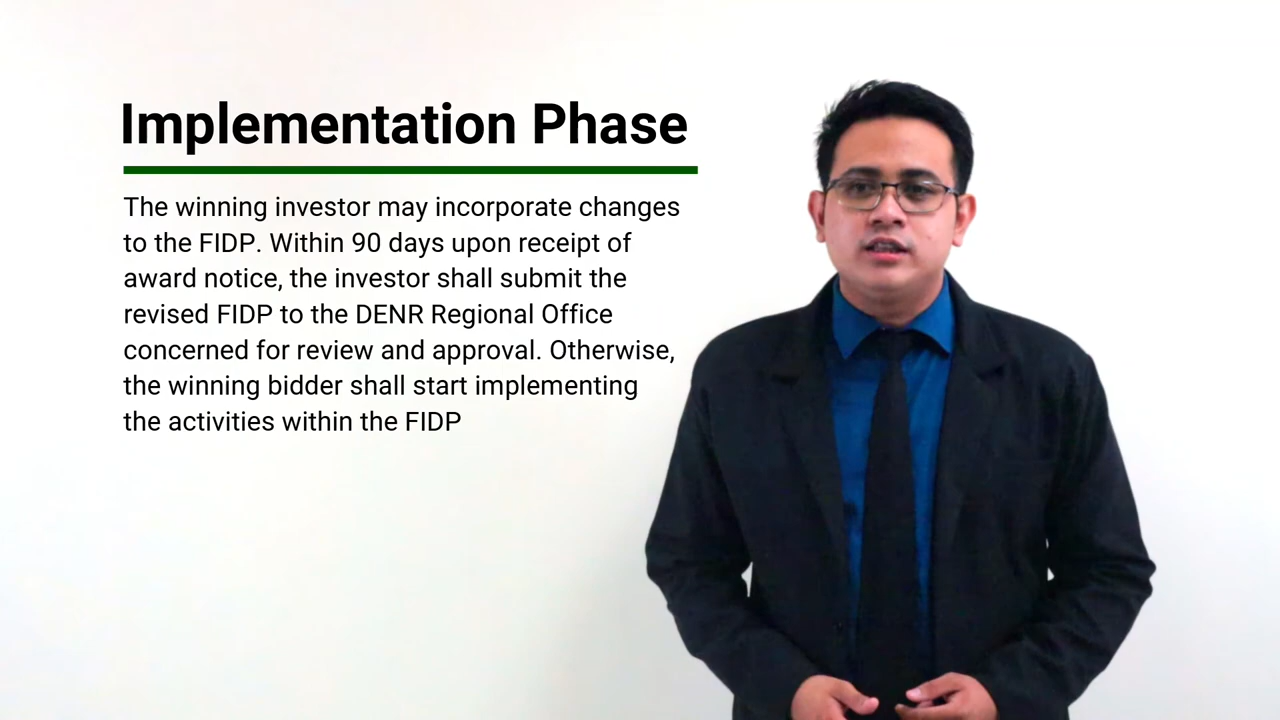 Implementation Phase
The winning investor may incorporate changes
to the FIDP. Within 90 days upon receipt of
award notice, the investor shall submit the
revised FIDP to the DENR Regional Office
concerned for review and approval. Otherwise,
the winning bidder shall start implementing
the activities within the FIDP